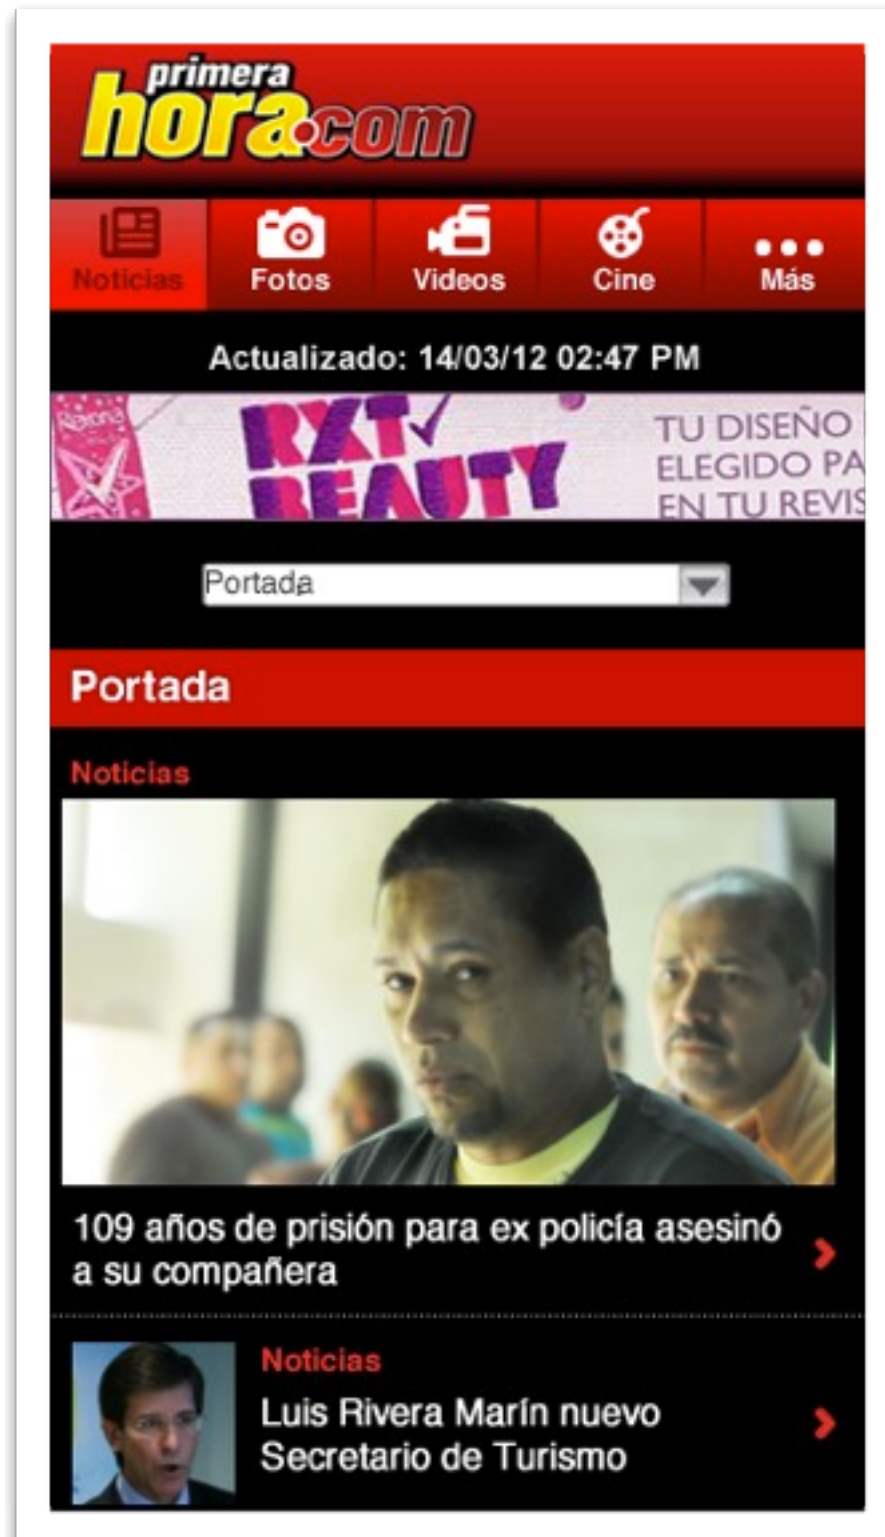 primera
hora.com
Noticias
Fotos
Videos
Cine
Más
Actualizado: 14/03/12 02:47 PM
Rexona
RXT
BEAUTY
TU DISEÑO
ELEGIDO PA
EN TU REVIS
Portada
Portada
Noticias
109 años de prisión para ex policía asesinó
a su compañera
Noticias
Luis Rivera Marín nuevo
Secretario de Turismo